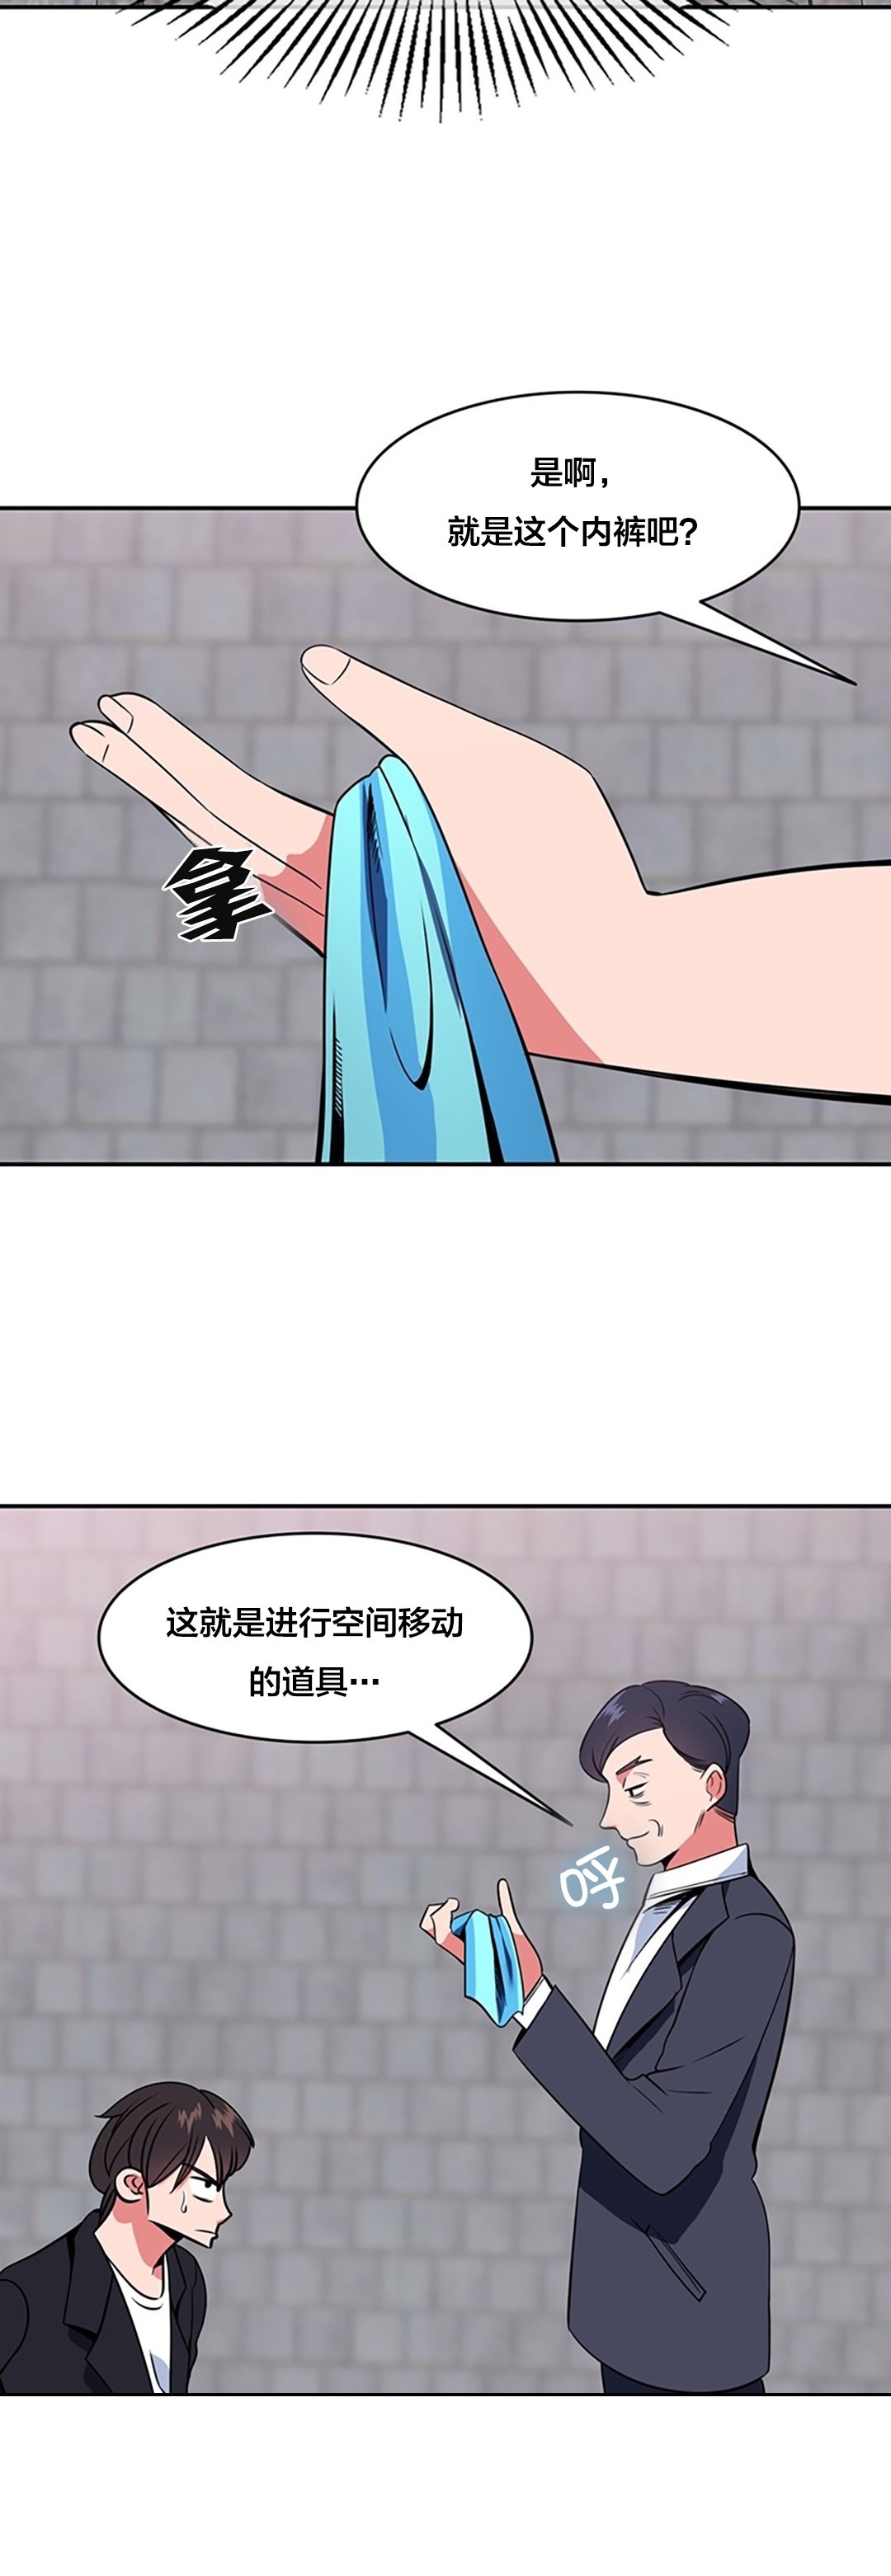 是啊，
就是这个内裤吧？
拿
这就是进行空间移动
的道具…
呼